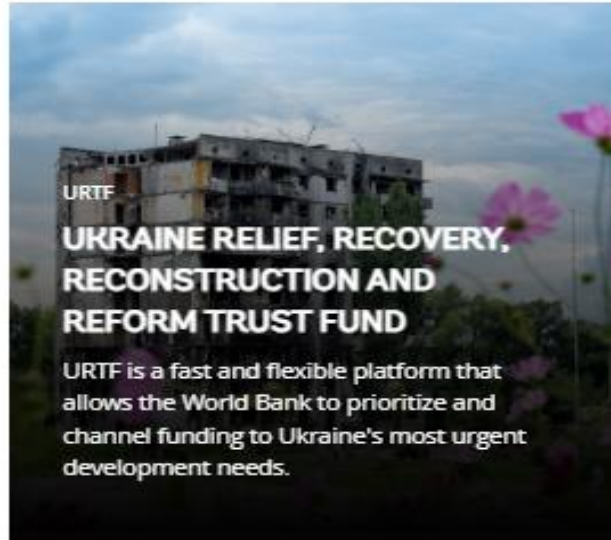 URTF
UKRAINE RELIEF, RECOVERY,
RECONSTRUCTION AND
REFORM TRUST FUND
URTF is a fast and flexible platform that
allows the World Bank to prioritize and
channel funding to Ukraine's most urgent
development needs.